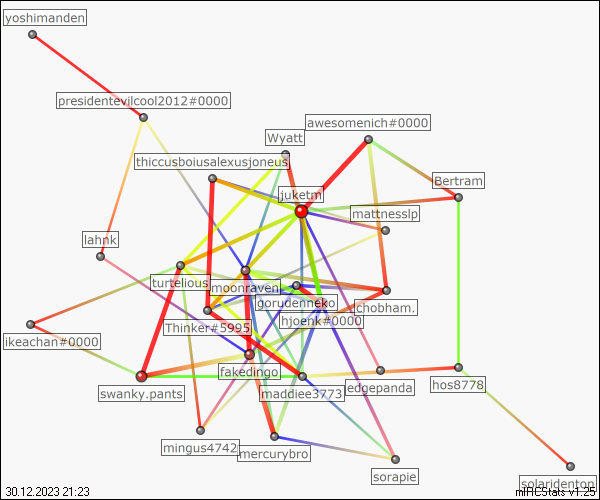 yoshimanden
presidentevilcool2012#0000
awesomenich#0000
Wyatt
thiccusboiusalexusjoneus
Bertram
juketm
mattnesslp
lahnk
turtelious
moonraven
gorudenneko
chobham.
Thinker#5995
hjoenk#0000
ikeachan#0000
fakedingo
swanky.pants
maddiee3773
edgepanda
hos8778
mingus4742
mercurybro
sorapie
solaridenton
30.12.2023 21:23
mIRCStats v1.25